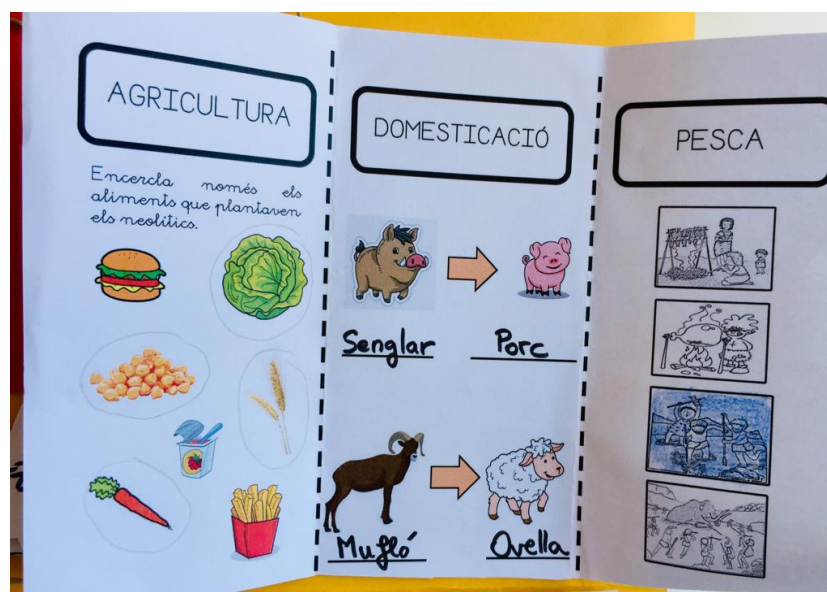 AGRICULTURA
Encercla només els
aliments que plantaven
els neolítics.
DOMESTICACIÓ
Senglar
Porc
Mufló
Ovella
PESCA